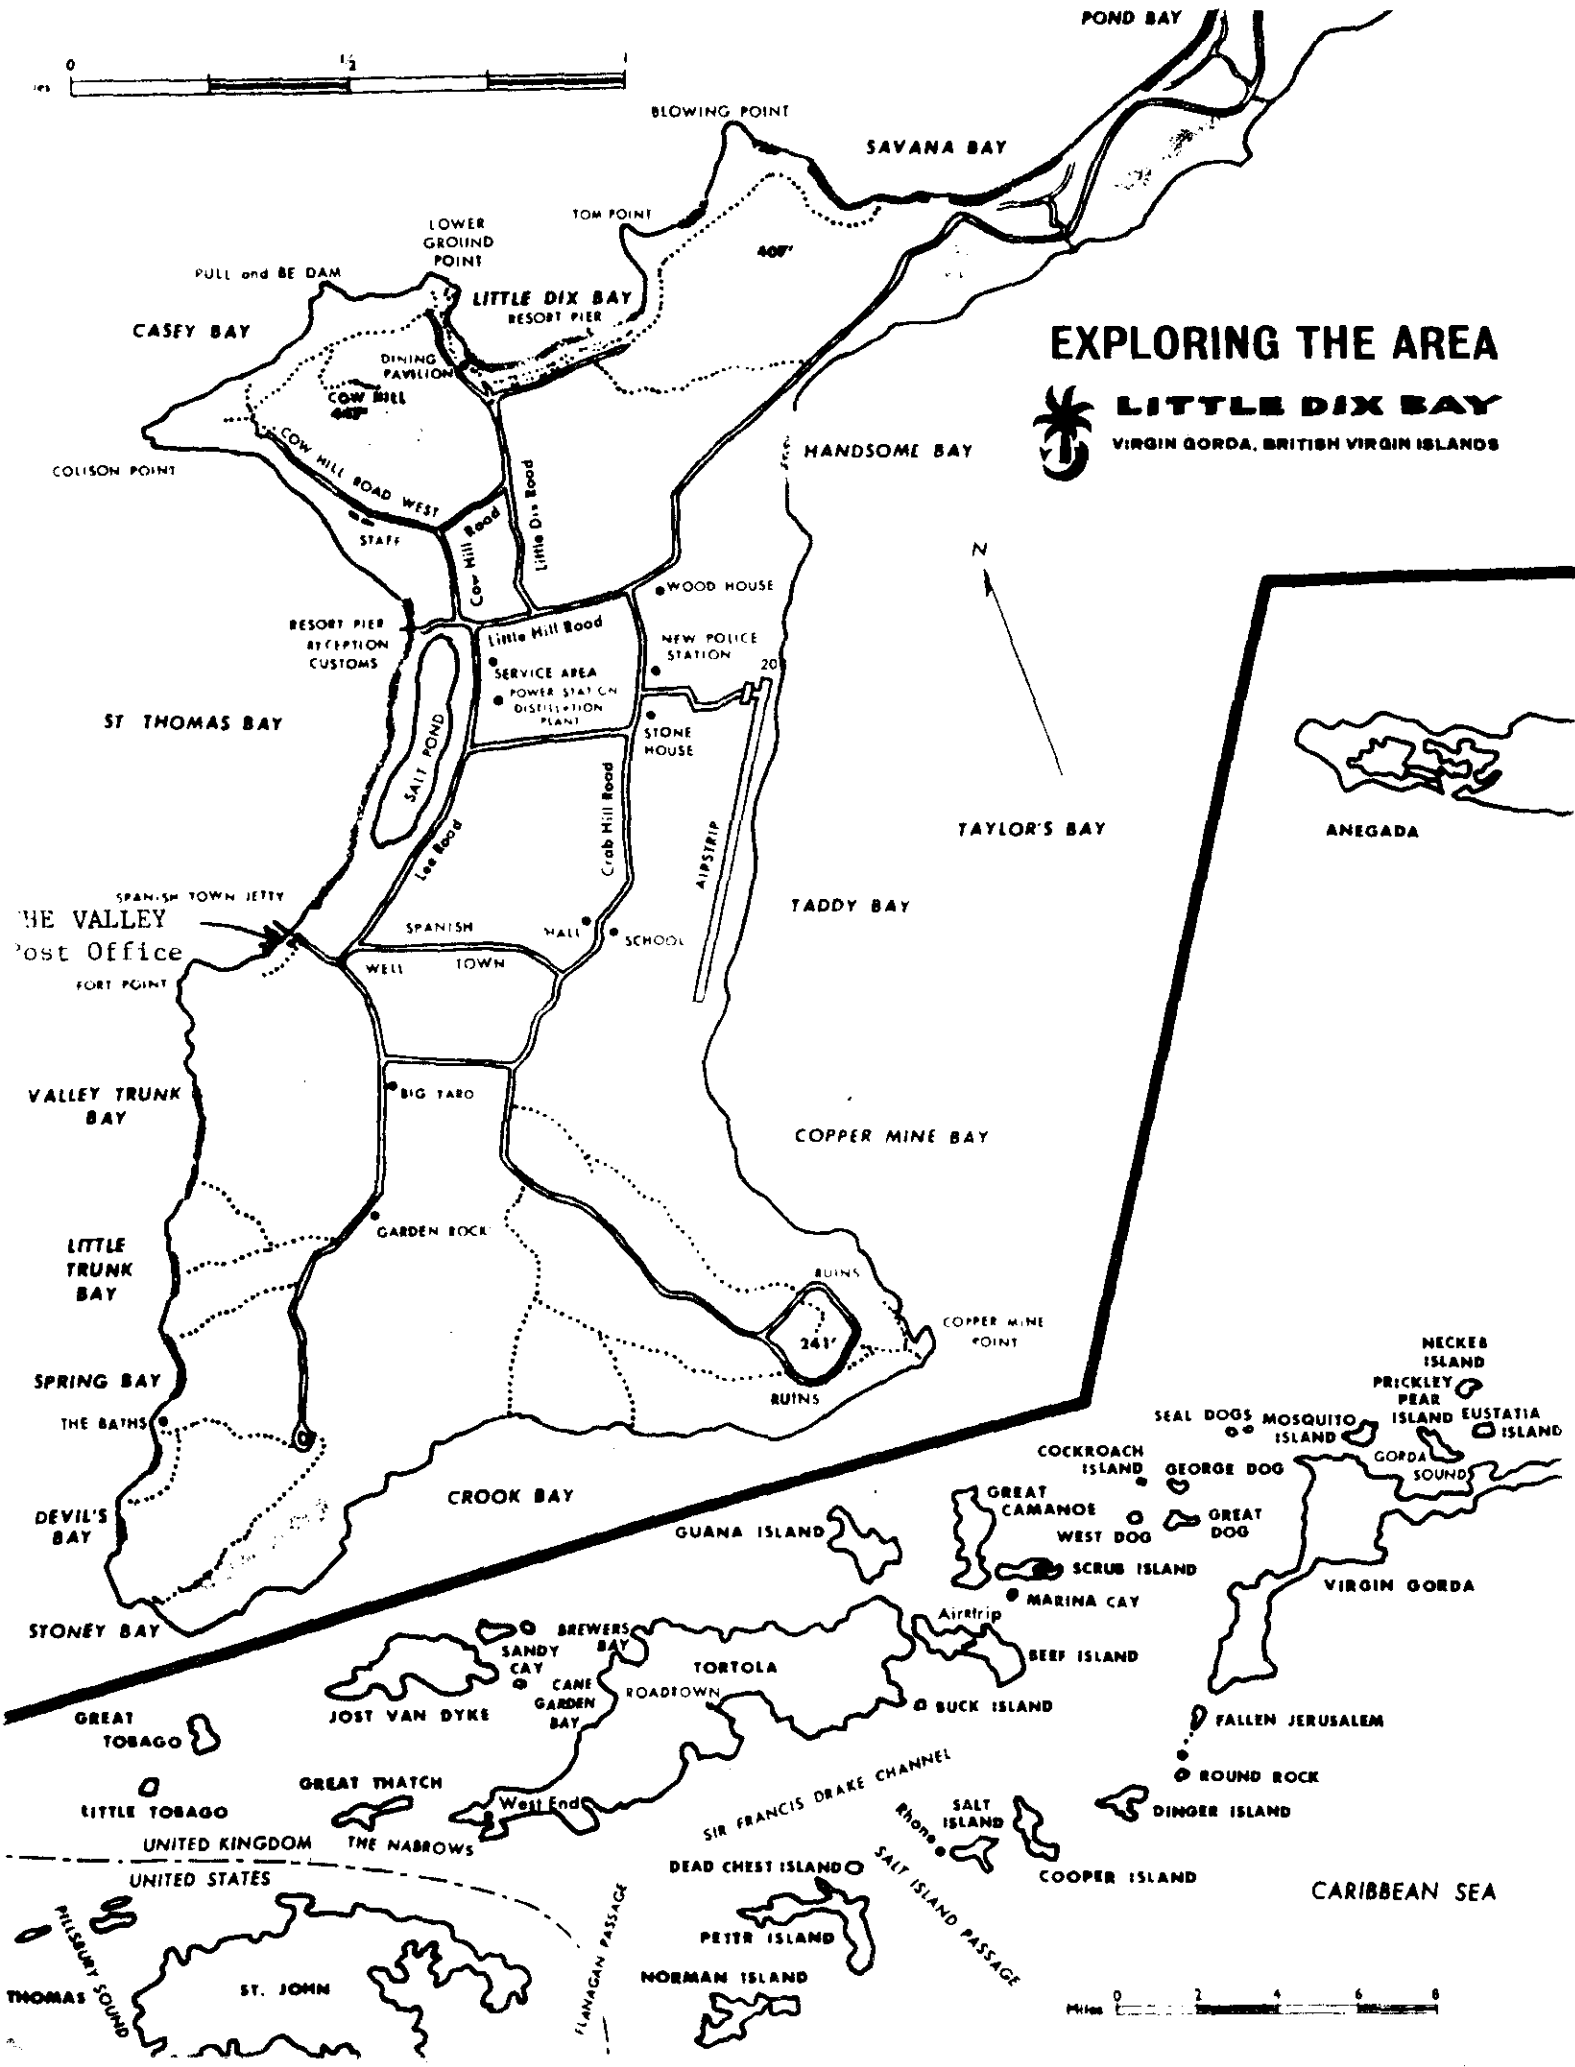 POND BAY
0 ½ 1
BLOWING POINT
SAVANA BAY
TOM POINT
LOWER
GROUND
POINT
407'
PULL and BE DAM
LITTLE DIX BAY
RESORT PIER
CASEY BAY
DINING
PAVILION
COW HILL
EXPLORING THE AREA
LITTLE DIX BAY
VIRGIN GORDA, BRITISH VIRGIN ISLANDS
COLISON POINT
COW HILL ROAD WEST
HANDSOME BAY
STAFF
Cow Hill Road
Little Dix Road
N
WOOD HOUSE
RESORT PIER
RECEPTION
CUSTOMS
Little Hill Road
NEW POLICE
STATION
20
SERVICE AREA
POWER STATION
DISTILLATION
PLANT
ST THOMAS BAY
SALT POND
STONE
HOUSE
Crab Hill Road
Lee Road
AIRSTRIP
TAYLOR'S BAY
ANEGADA
SPANISH TOWN JETTY
HE VALLEY
Post Office
SPANISH
HALL
SCHOOL
TADDY BAY
WELL
TOWN
FORT POINT
VALLEY TRUNK
BAY
BIG YARD
COPPER MINE BAY
GARDEN ROCK
LITTLE
TRUNK
BAY
RUINS
COPPER MINE
POINT
241'
RUINS
SPRING BAY
THE BATHS
DEVIL'S
BAY
CROOK BAY
STONEY BAY
NECKER
ISLAND
PRICKLEY
PEAR
ISLAND
SEAL DOGS
MOSQUITO
ISLAND
EUSTATIA
ISLAND
COCKROACH
ISLAND
GEORGE DOG
GORDA
SOUND
GREAT
CAMANOE
GUANA ISLAND
WEST DOG
GREAT
DOG
SCRUB ISLAND
VIRGIN GORDA
MARINA CAY
Airstrip
BEEF ISLAND
BREWERS
BAY
SANDY
CAY
TORTOLA
CANE
GARDEN
BAY
ROADTOWN
BUCK ISLAND
JOST VAN DYKE
GREAT
TOBAGO
FALLEN JERUSALEM
ROUND ROCK
GREAT THATCH
West End
LITTLE TOBAGO
SIR FRANCIS DRAKE CHANNEL
SALT
ISLAND
Rhone
DINGER ISLAND
UNITED KINGDOM
THE NARROWS
UNITED STATES
DEAD CHEST ISLAND
SALT ISLAND PASSAGE
COOPER ISLAND
CARIBBEAN SEA
PILLSBURY SOUND
FLANAGAN PASSAGE
PETER ISLAND
THOMAS
ST. JOHN
NORMAN ISLAND
Miles 0 2 4 6 8